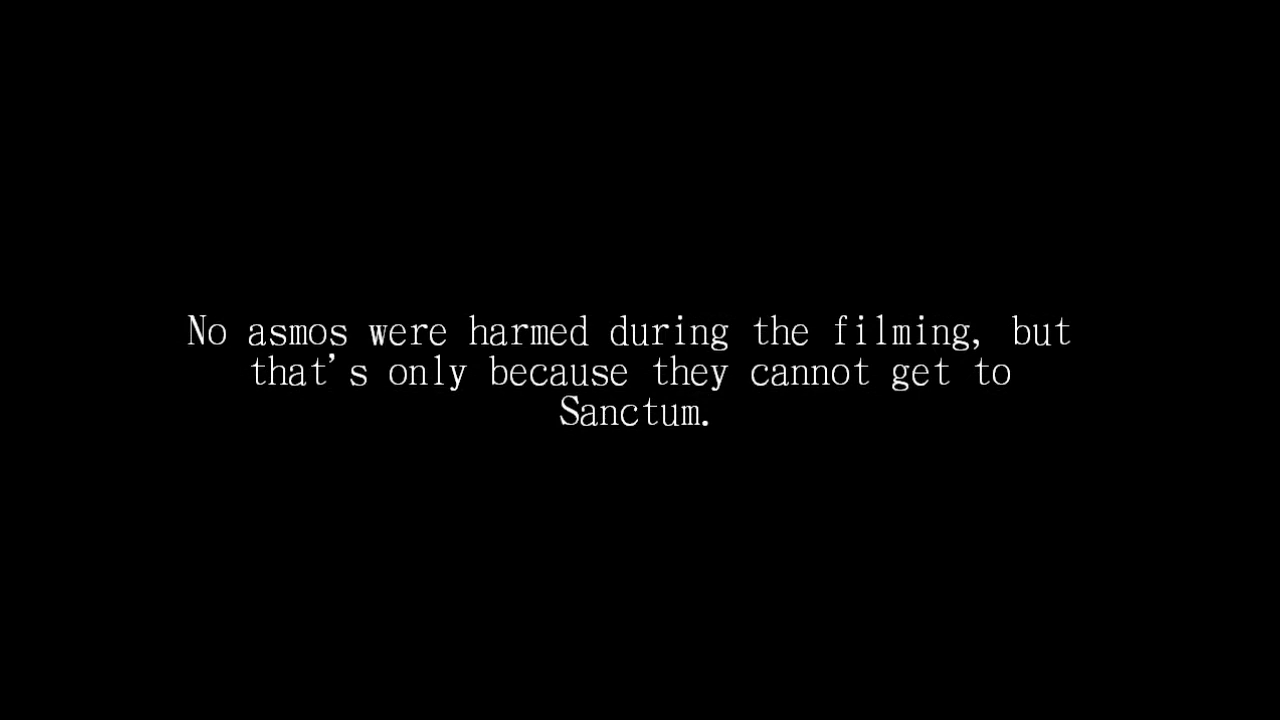 No asmos were harmed during the filming, but
that's only because they cannot get to
Sanctum.